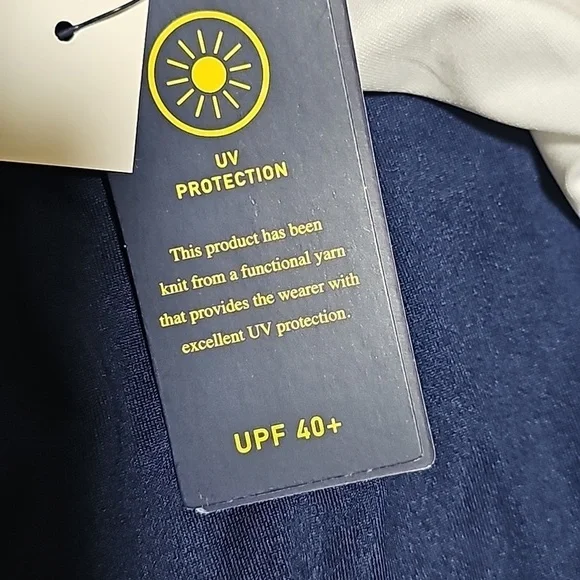 UV
PROTECTION
This product has been
knit from a functional yarn
that provides the wearer with
excellent UV protection.
UPF 40+